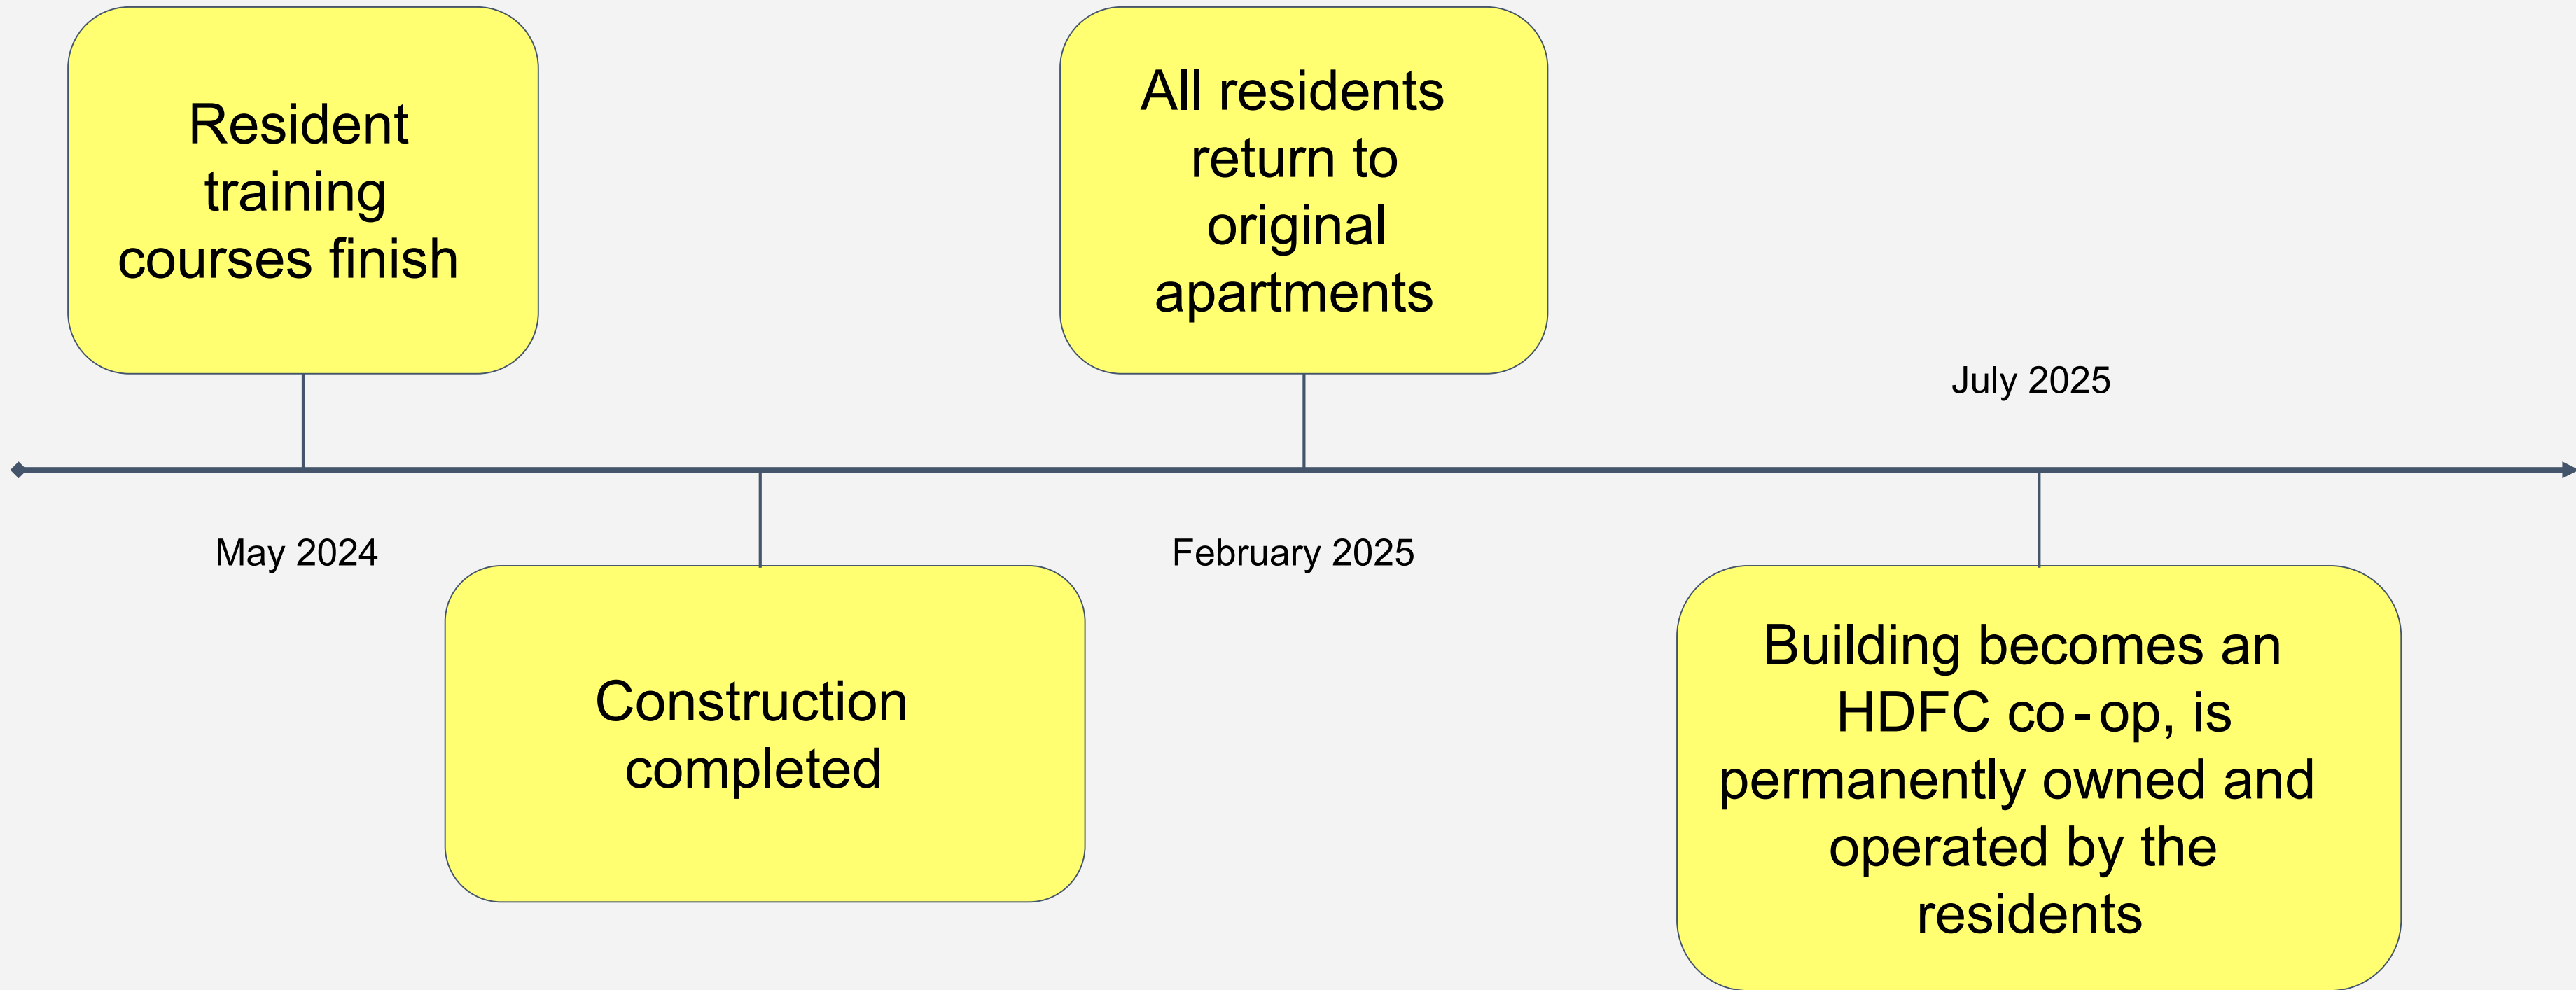 Resident
training
courses finish
May 2024
Construction
completed
All residents
return to
original
apartments
February 2025
July 2025
Building becomes an
HDFC co-op, is
permanently owned and
operated by the
residents